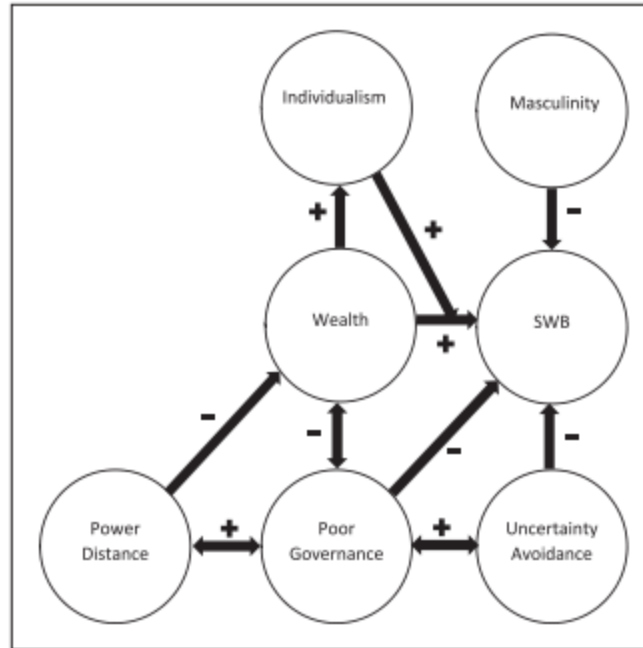 Individualism
Masculinity
+
+
-
Wealth
+
SWB
-
-
-
-
Power
Distance
+
Poor
Governance
+
Uncertainty
Avoidance